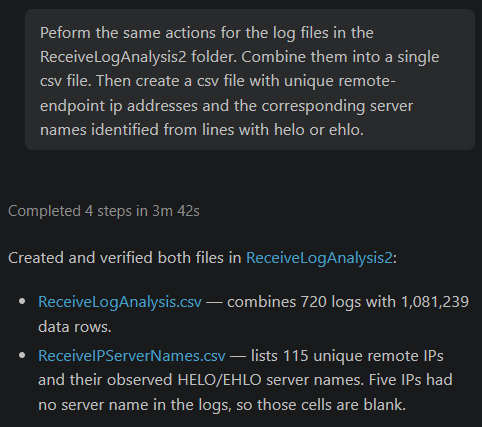 Peform the same actions for the log files in the
ReceiveLogAnalysis2 folder. Combine them into a single
csv file. Then create a csv file with unique remote-
endpoint ip addresses and the corresponding server
names identified from lines with helo or ehlo.
Completed 4 steps in 3m 42s
Created and verified both files in ReceiveLogAnalysis2:
• ReceiveLogAnalysis.csv — combines 720 logs with 1,081,239
data rows.
• ReceiveIPServerNames.csv — lists 115 unique remote IPs
and their observed HELO/EHLO server names. Five IPs had
no server name in the logs, so those cells are blank.